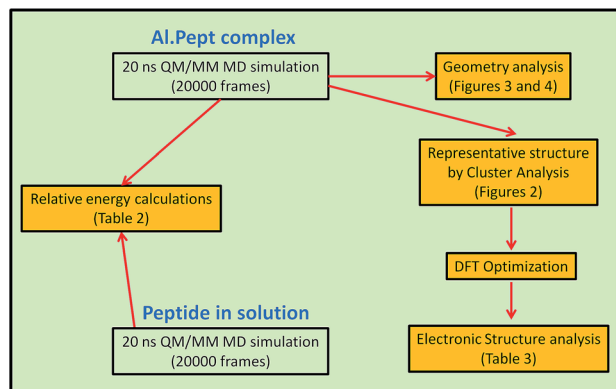 Al.Pept complex
20 ns QM/MM MD simulation
(20000 frames)
Geometry analysis
(Figures 3 and 4)
Representative structure
by Cluster Analysis
(Figures 2)
Relative energy calculations
(Table 2)
DFT Optimization
Peptide in solution
20 ns QM/MM MD simulation
(20000 frames)
Electronic Structure analysis
(Table 3)